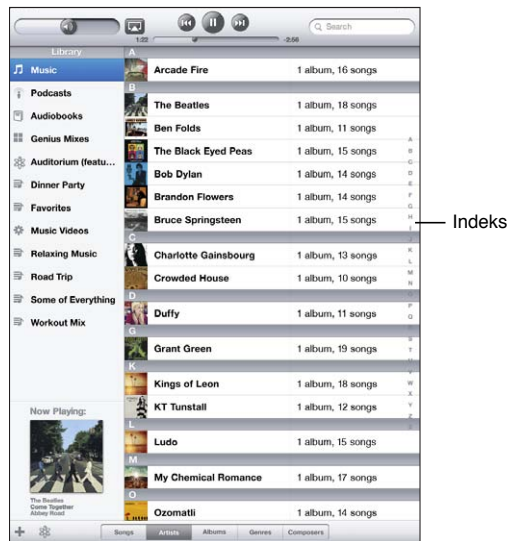 1:22
-2:56
Search
Library
Music
Podcasts
Audiobooks
Genius Mixes
Auditorium (featu...
Dinner Party
Favorites
Music Videos
Relaxing Music
Road Trip
Some of Everything
Workout Mix
Now Playing:
The Beatles
Come Together
Abbey Road
A
Arcade Fire 1 album, 16 songs
B
The Beatles 1 album, 18 songs
Ben Folds 1 album, 11 songs
The Black Eyed Peas 1 album, 15 songs
Bob Dylan 1 album, 14 songs
Brandon Flowers 1 album, 14 songs
Bruce Springsteen 1 album, 15 songs
C
Charlotte Gainsbourg 1 album, 13 songs
Crowded House 1 album, 10 songs
D
Duffy 1 album, 11 songs
G
Grant Green 1 album, 19 songs
K
Kings of Leon 1 album, 18 songs
KT Tunstall 1 album, 12 songs
L
Ludo 1 album, 15 songs
M
My Chemical Romance 1 album, 17 songs
O
Ozomatli 1 album, 14 songs
A
B
C
D
E
F
G
H
I
K
L
M
N
P
Q
S
T
W
X
Y
Z
Indeks
Songs Artists Albums Genres Composers